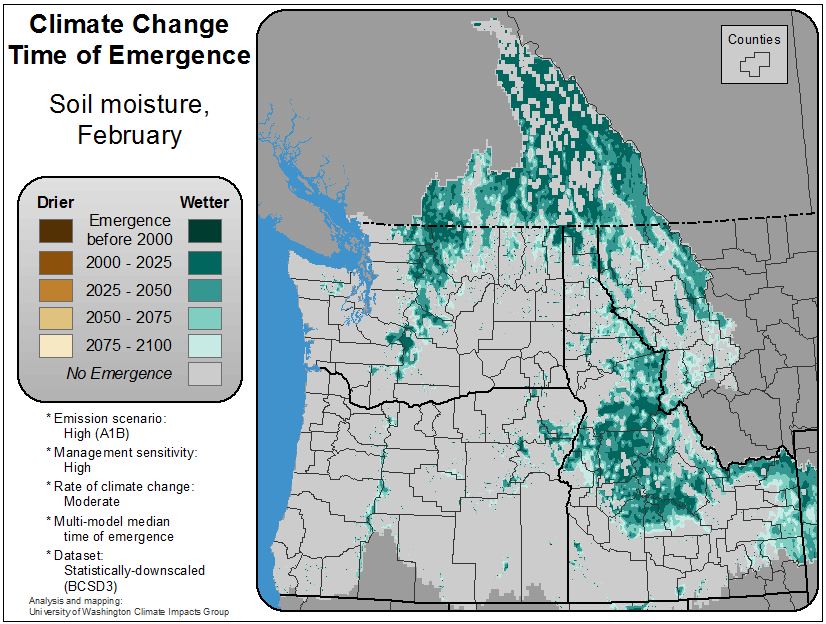 Climate Change
Time of Emergence
Soil moisture,
February
Drier Wetter
Emergence
before 2000
2000 - 2025
2025 - 2050
2050 - 2075
2075 - 2100
No Emergence
* Emission scenario:
High (A1B)
* Management sensitivity:
High
* Rate of climate change:
Moderate
* Multi-model median
time of emergence
* Dataset:
Statistically-downscaled
(BCSD3)
Analysis and mapping:
University of Washington Climate Impacts Group
Counties